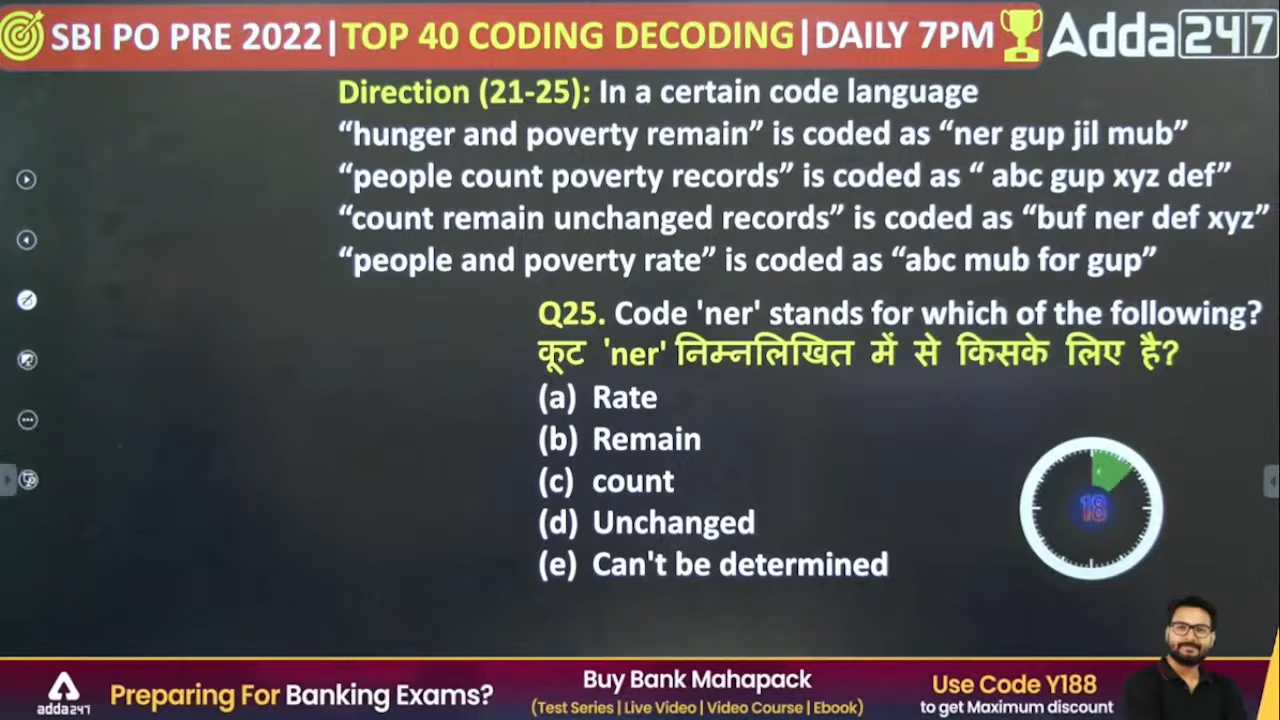 SBI PO PRE 2022|TOP 40 CODING DECODING|DAILY 7PM
Adda247
Direction (21-25): In a certain code language
“hunger and poverty remain” is coded as “ner gup jil mub”
“people count poverty records” is coded as “ abc gup xyz def”
“count remain unchanged records” is coded as “buf ner def xyz”
“people and poverty rate” is coded as “abc mub for gup”
Q25. Code 'ner' stands for which of the following?
कूट 'ner' निम्नलिखित में से किसके लिए है?
(a) Rate
(b) Remain
(c) count
(d) Unchanged
(e) Can't be determined
18
adda247
Preparing For Banking Exams?
Buy Bank Mahapack
(Test Series | Live Video | Video Course | Ebook)
Use Code Y188
to get Maximum discount